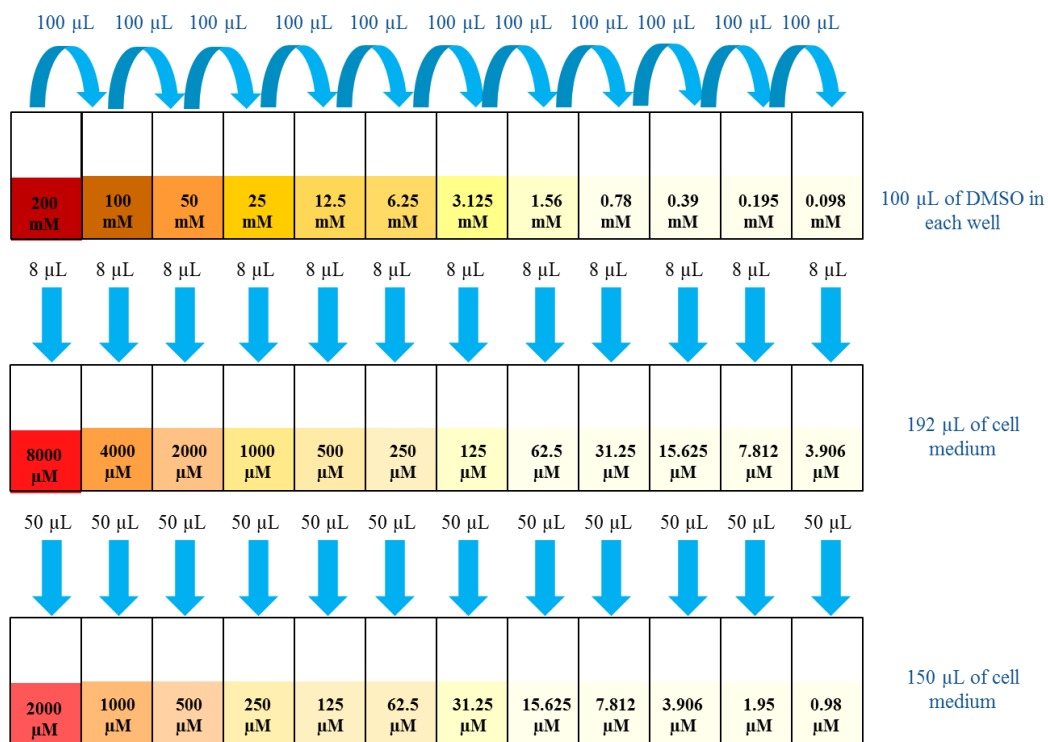 100 µL 100 µL 100 µL 100 µL 100 µL 100 µL 100 µL 100 µL 100 µL 100 µL 100 µL
200 100 50 25 12.5 6.25 3.125 1.56 0.78 0.39 0.195 0.098
mM mM mM mM mM mM mM mM mM mM mM mM
100 µL of DMSO in
each well
8 µL 8 µL 8 µL 8 µL 8 µL 8 µL 8 µL 8 µL 8 µL 8 µL 8 µL 8 µL
8000 4000 2000 1000 500 250 125 62.5 31.25 15.625 7.812 3.906
µM µM µM µM µM µM µM µM µM µM µM µM
192 µL of cell
medium
50 µL 50 µL 50 µL 50 µL 50 µL 50 µL 50 µL 50 µL 50 µL 50 µL 50 µL 50 µL
2000 1000 500 250 125 62.5 31.25 15.625 7.812 3.906 1.95 0.98
µM µM µM µM µM µM µM µM µM µM µM µM
150 µL of cell
medium